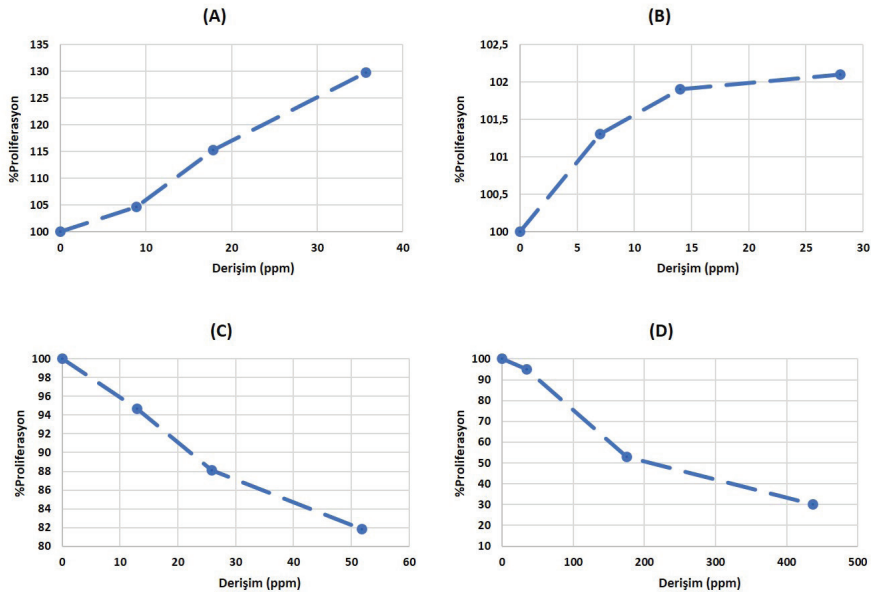 (A)
135
130
125
120
115
110
105
100
%Proliferasyon
0 10 20 30 40
Derişim (ppm)
(B)
102,5
102
101,5
101
100,5
100
%Proliferasyon
0 5 10 15 20 25 30
Derişim (ppm)
(C)
100
98
96
94
92
90
88
86
84
82
80
%Proliferasyon
0 10 20 30 40 50 60
Derişim (ppm)
(D)
100
90
80
70
60
50
40
30
20
10
%Proliferasyon
0 100 200 300 400 500
Derişim (ppm)